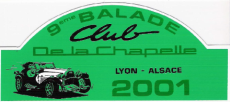 9ème BALADE
Club
De la Chapelle
LYON - ALSACE
2001